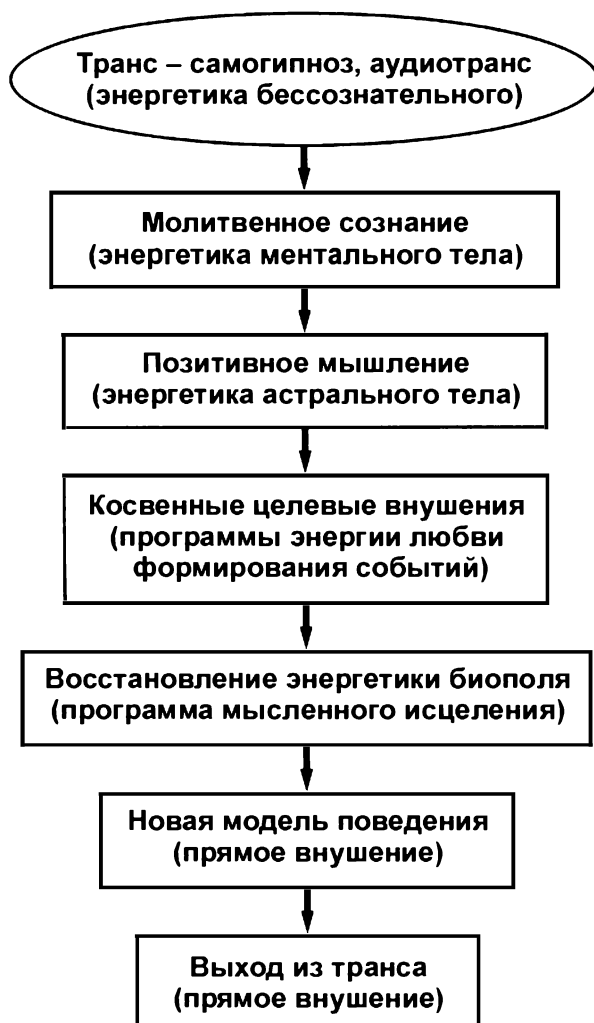 Транс – самогипноз, аудиотранс
(энергетика бессознательного)
Молитвенное сознание
(энергетика ментального тела)
Позитивное мышление
(энергетика астрального тела)
Косвенные целевые внушения
(программы энергии любви
формирования событий)
Восстановление энергетики биополя
(программа мысленного исцеления)
Новая модель поведения
(прямое внушение)
Выход из транса
(прямое внушение)